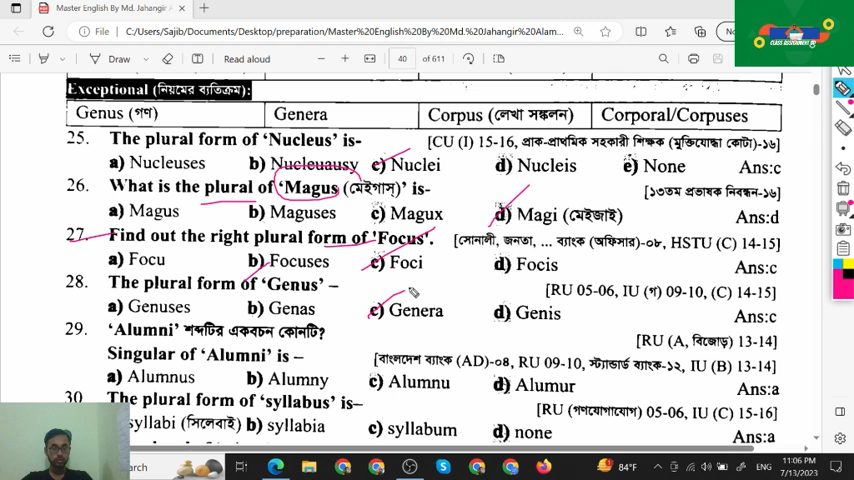 Master English By Md. Jahangir A
File | C:/Users/Sajib/Documents/Desktop/preparation/Master%20English%20By%20Md.%20Jahangir%20Alam...
CLASS ASSIGNMENT BD
Draw
Read aloud
40 of 611
Exceptional (নিয়মের ব্যতিক্রম):
Genus (গণ) Genera Corpus (লেখা সঙ্কলন) Corporal/Corpuses
25. The plural form of 'Nucleus' is- [CU (I) 15-16, প্রাক-প্রাথমিক সহকারী শিক্ষক (মুক্তিযোদ্ধা কোটা)-১৬]
a) Nucleuses b) Nucleuausy c) Nuclei d) Nucleis e) None Ans:c
26. What is the plural of 'Magus (মেইগাস্)' is- [১৩তম প্রভাষক নিবন্ধন-১৬]
a) Magus b) Maguses c) Magux d) Magi (মেইজাই) Ans:d
27. Find out the right plural form of 'Focus'. [সোনালী, জনতা, ... ব্যাংক (অফিসার)-০৮, HSTU (C) 14-15]
a) Focu b) Focuses c) Foci d) Focis Ans:c
28. The plural form of 'Genus' – [RU 05-06, IU (গ) 09-10, (C) 14-15]
a) Genuses b) Genas c) Genera d) Genis Ans:c
29. 'Alumni' শব্দটির একবচন কোনটি? [RU (A, বিজোড়) 13-14]
Singular of 'Alumni' is – [বাংলাদেশ ব্যাংক (AD)-০৪, RU 09-10, স্ট্যান্ডার্ড ব্যাংক-১২, IU (B) 13-14]
a) Alumnus b) Alumny c) Alumnu d) Alumur Ans:a
30 The plural form of 'syllabus' is– [RU (গণযোগাযোগ) 05-06, IU (C) 15-16]
syllabi (সিলেবাই) b) syllabia c) syllabum d) none Ans:a
earch
84°F
ENG
11:06 PM
7/13/2023